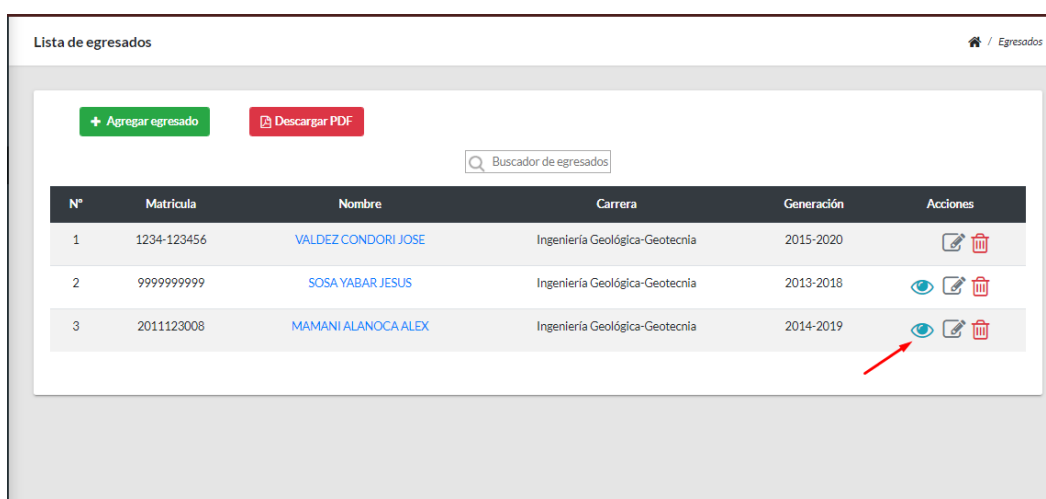 Lista de egresados
/ Egresados
+ Agregar egresado
Descargar PDF
Buscador de egresados
N° Matricula Nombre Carrera Generación Acciones
1 1234-123456 VALDEZ CONDORI JOSE Ingeniería Geológica-Geotecnia 2015-2020
2 9999999999 SOSA YABAR JESUS Ingeniería Geológica-Geotecnia 2013-2018
3 2011123008 MAMANI ALANOCA ALEX Ingeniería Geológica-Geotecnia 2014-2019